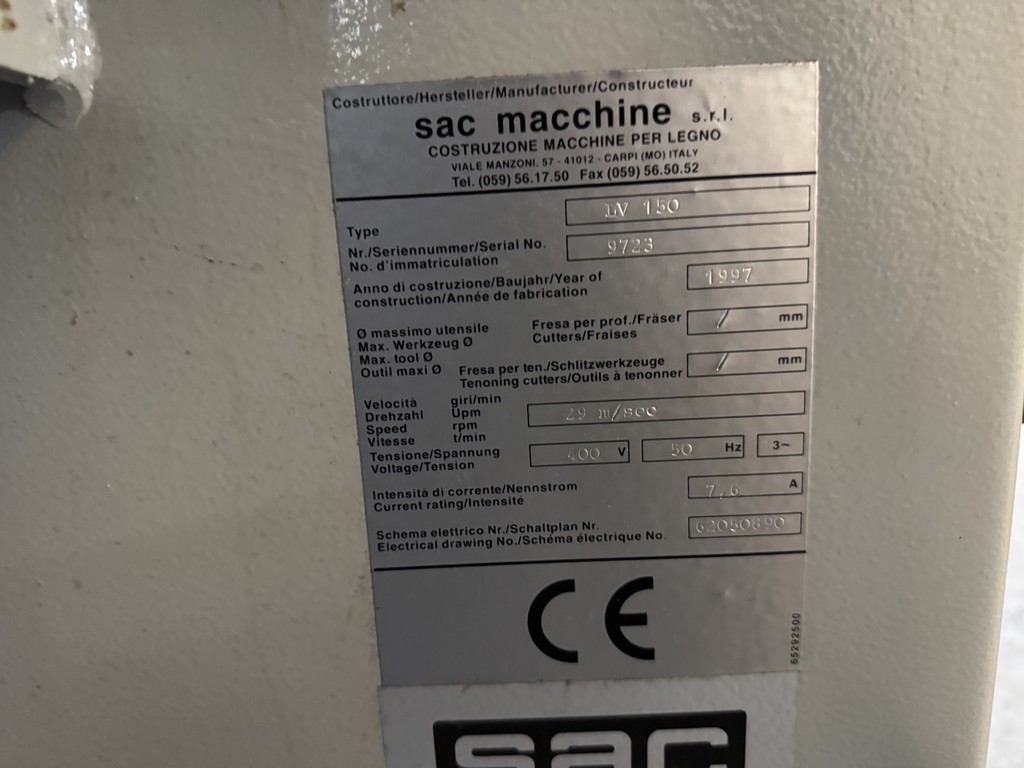 Costruttore/Hersteller/Manufacturer/Constructeur
sac macchine s.r.l.
COSTRUZIONE MACCHINE PER LEGNO
VIALE MANZONI. 57 - 41012 - CARPI (MO) ITALY
Tel. (059) 56.17.50 Fax (059) 56.50.52
Type LV 150
Nr./Seriennummer/Serial No. 9723
No. d'immatriculation
Anno di costruzione/Baujahr/Year of 1997
construction/Année de fabrication
Ø massimo utensile
Max. Werkzeug Ø
Max. tool Ø
Outil maxi Ø
Fresa per prof./Fräser / mm
Cutters/Fraises
Fresa per ten./Schlitzwerkzeuge / mm
Tenoning cutters/Outils à tenonner
Velocità giri/min
Drehzahl Upm 29 m/sec
Speed rpm
Vitesse t/min
Tensione/Spannung 400 V 50 Hz 3~
Voltage/Tension
Intensità di corrente/Nennstrom 7,6 A
Current rating/Intensité
Schema elettrico Nr./Schaltplan Nr. 62050890
Electrical drawing No./Schéma électrique No.
CE
65292500
sac